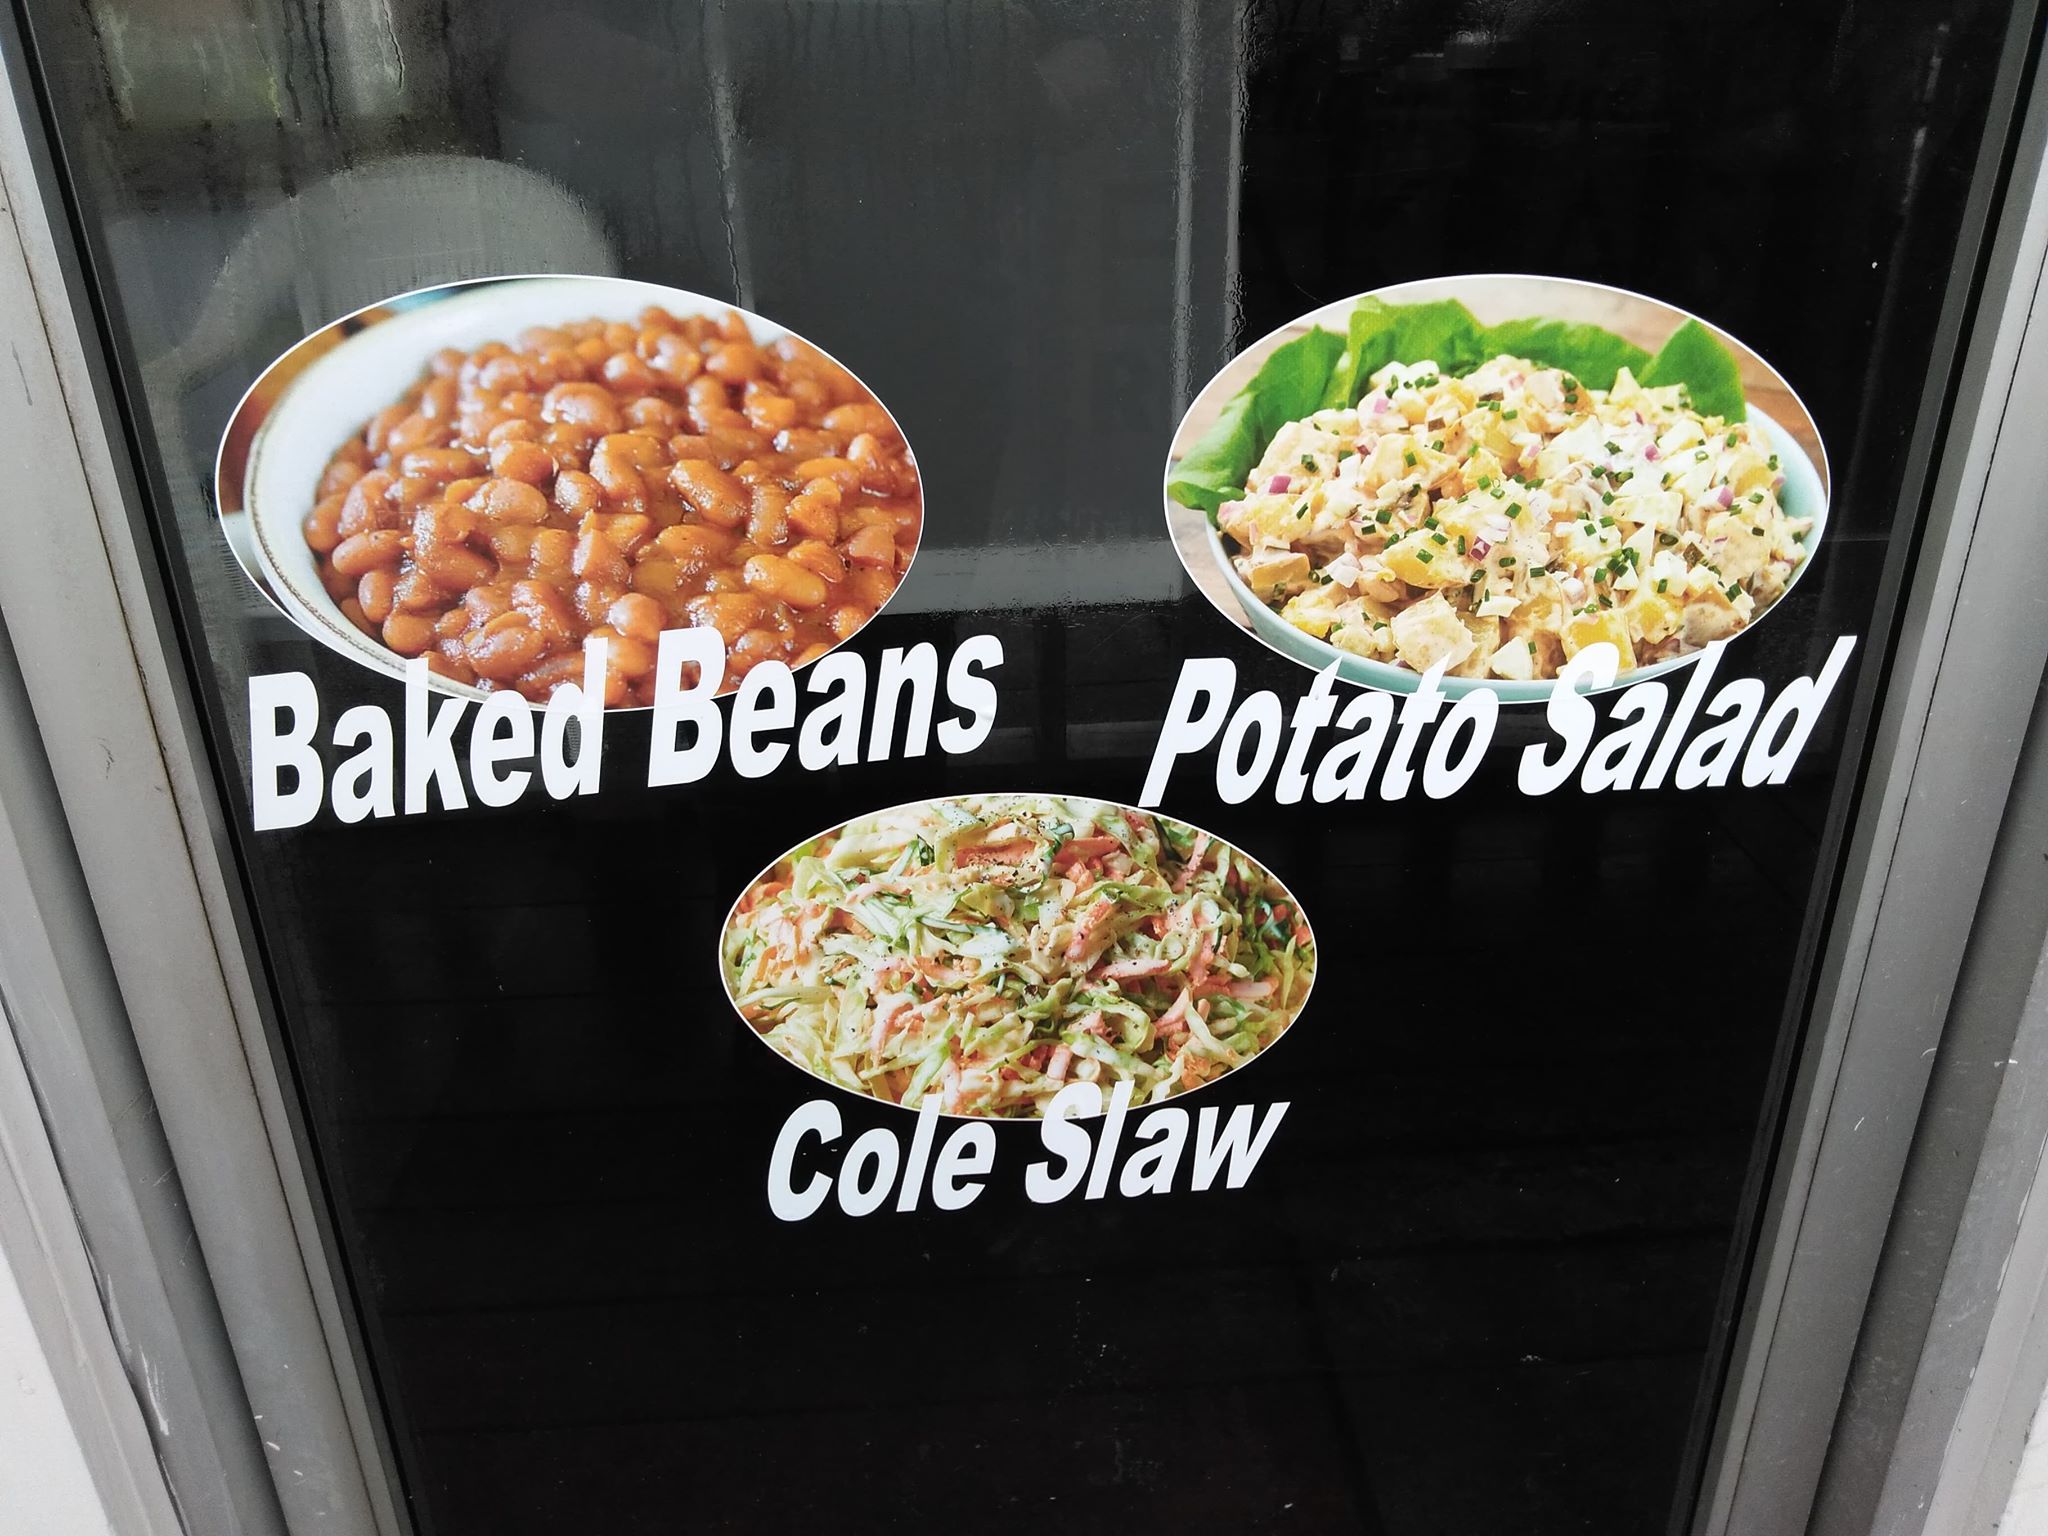 Baked Beans
Potato Salad
Cole Slaw